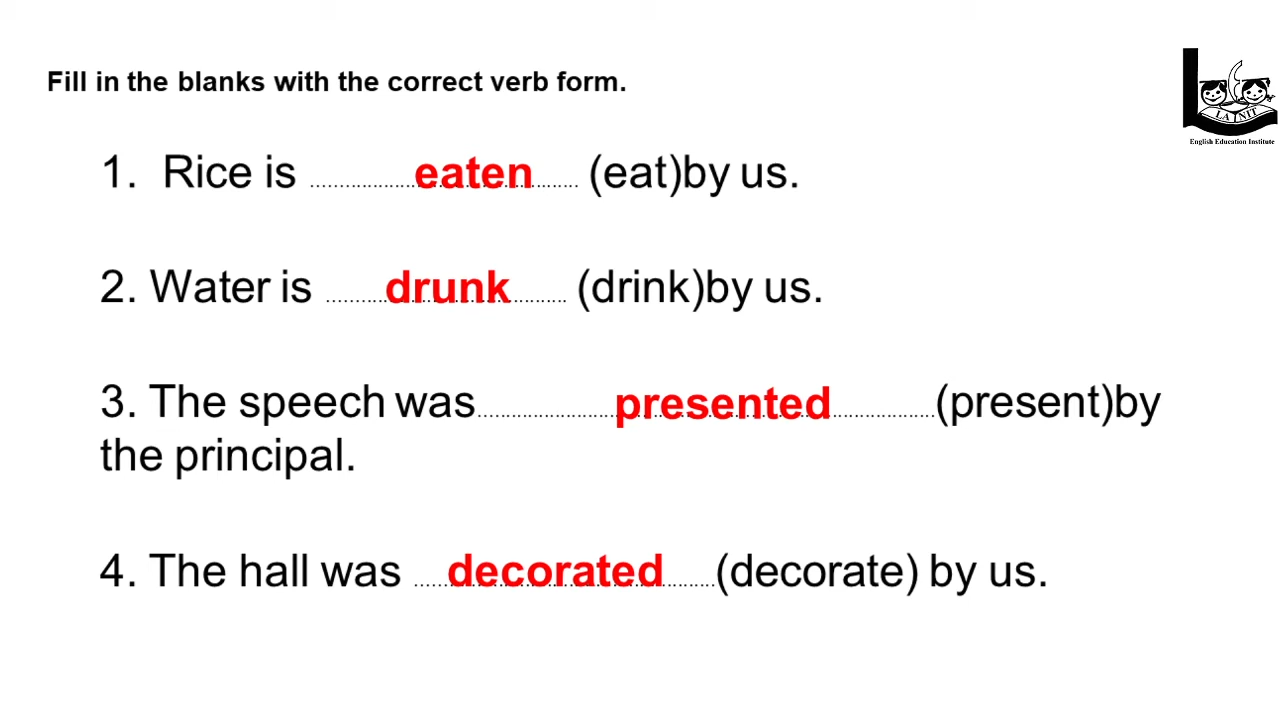 Fill in the blanks with the correct verb form.
LA NIT
English Education Institute
1. Rice is ............ eaten ............ (eat)by us.
2. Water is ............ drunk ............ (drink)by us.
3. The speech was............ presented ............(present)by
the principal.
4. The hall was ............ decorated ............(decorate) by us.